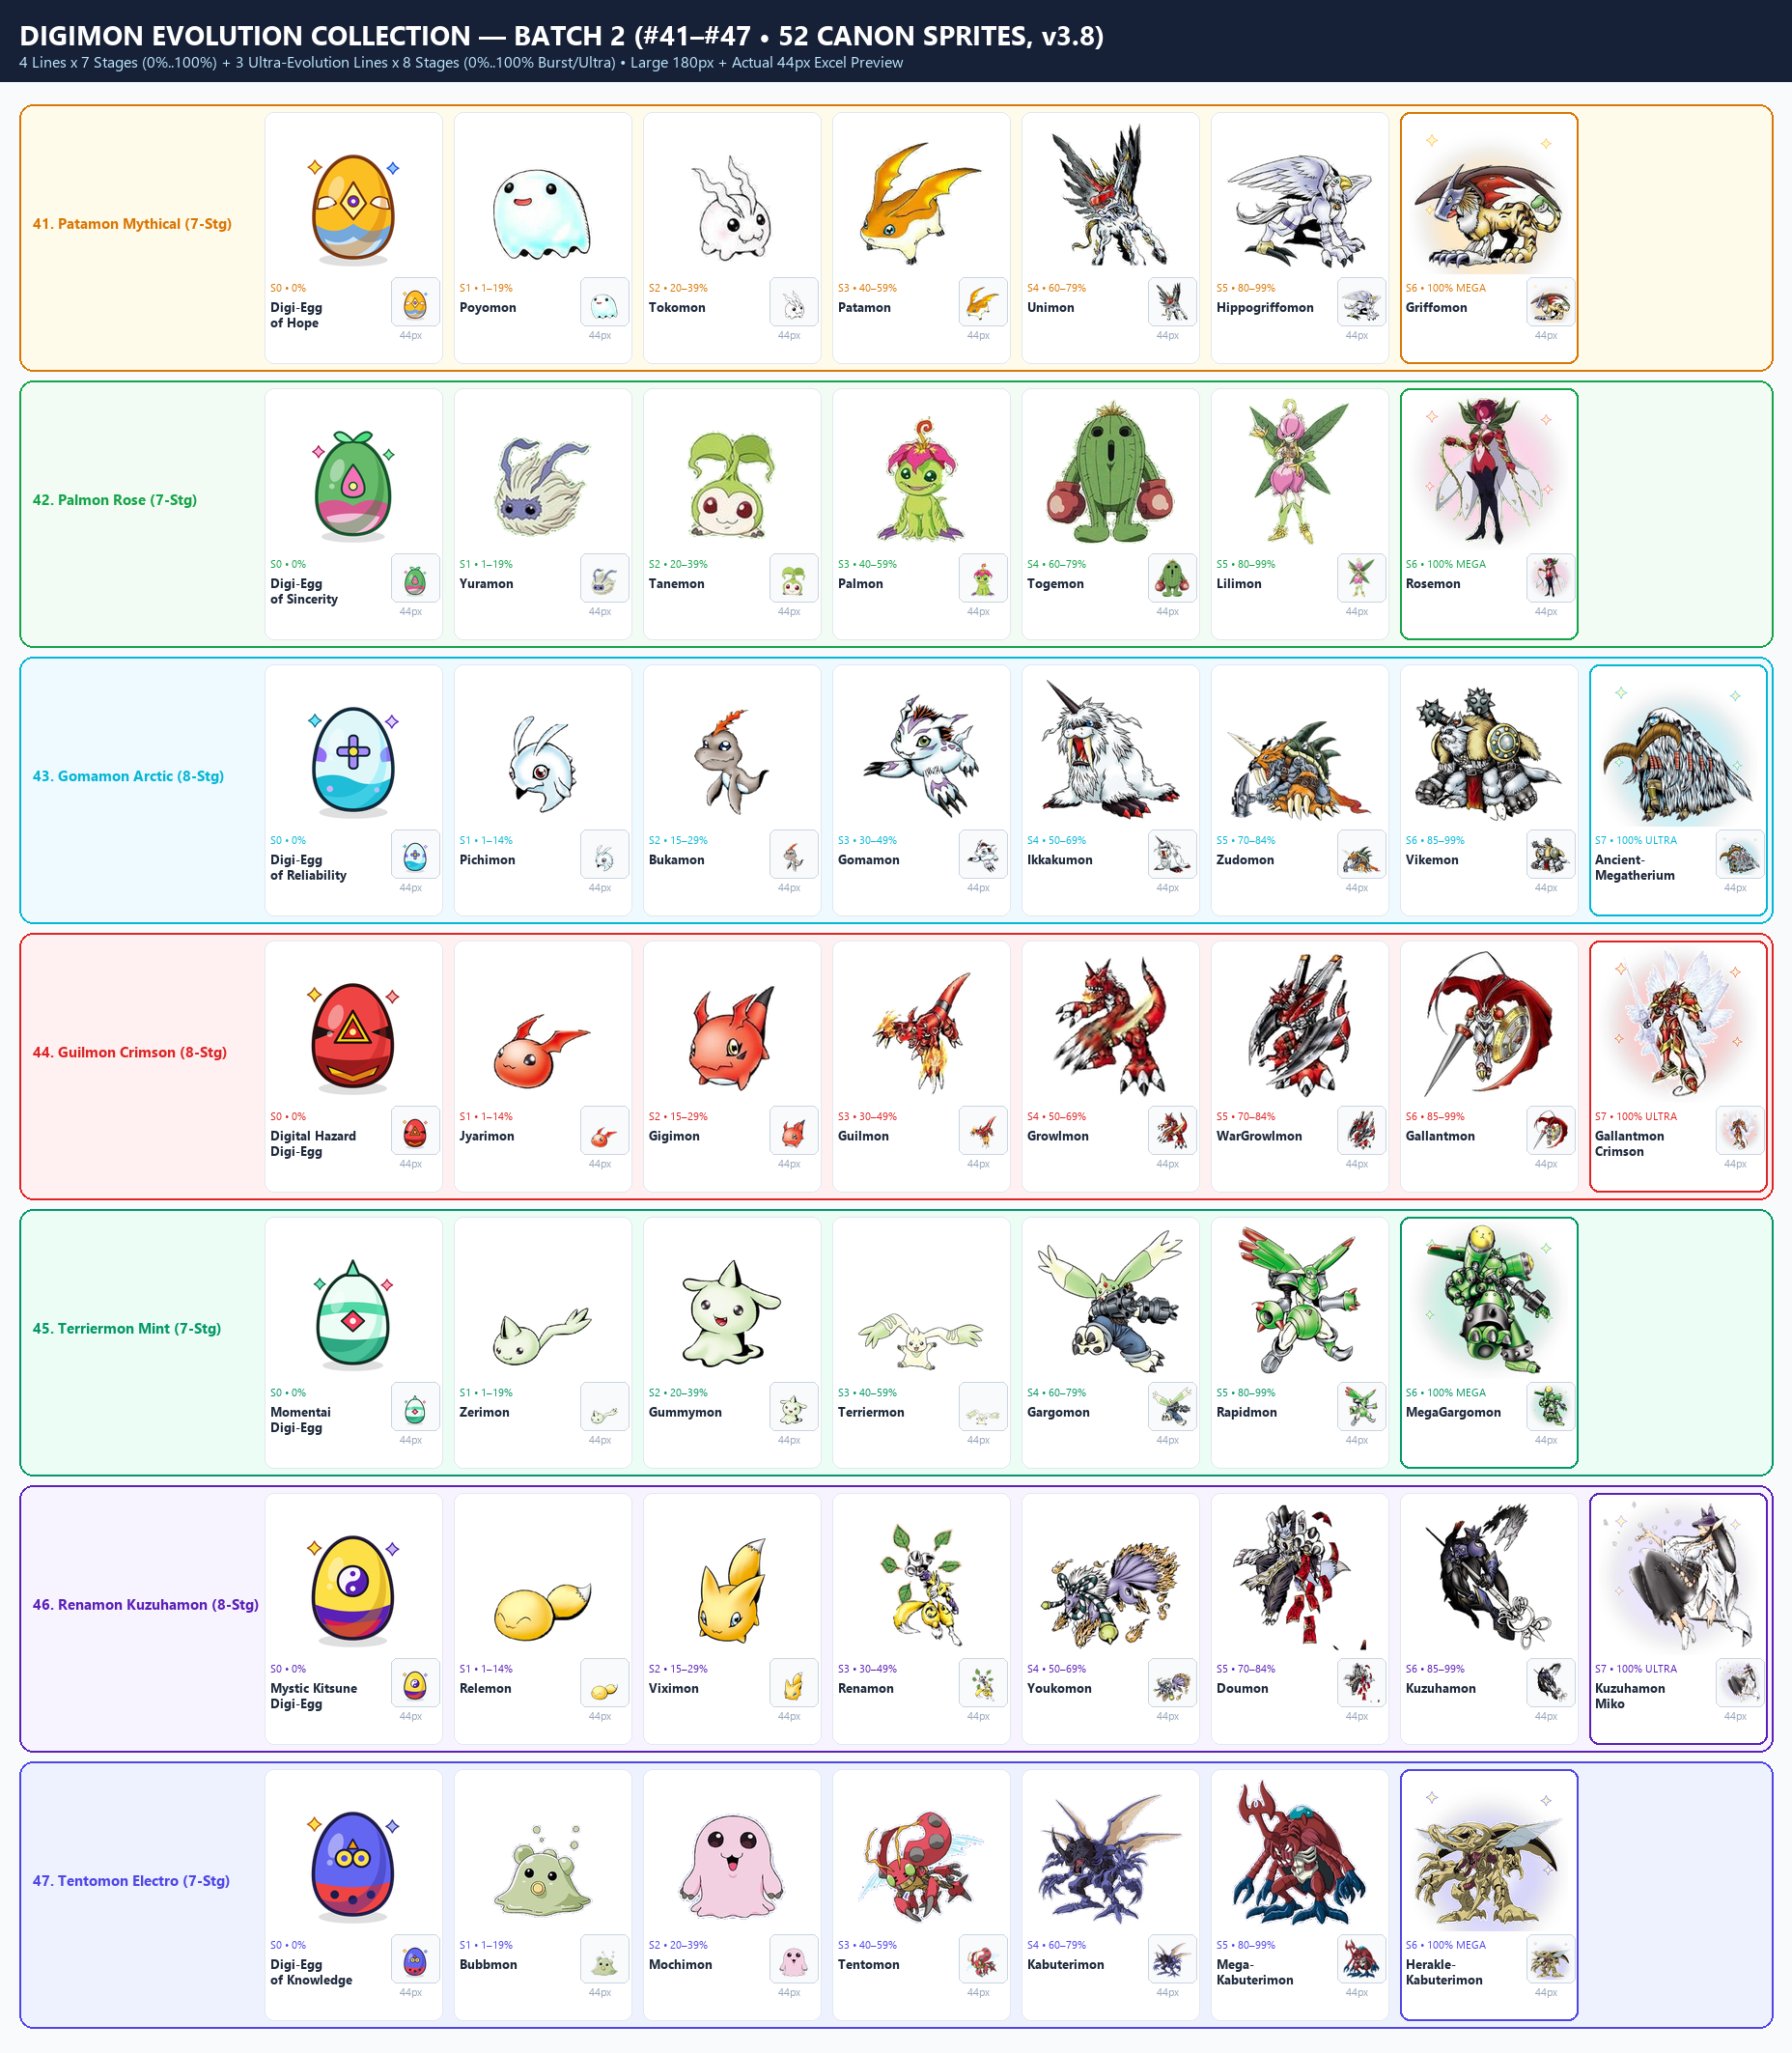 DIGIMON EVOLUTION COLLECTION — BATCH 2 (#41–#47 • 52 CANON SPRITES, v3.8)
4 Lines x 7 Stages (0%..100%) + 3 Ultra-Evolution Lines x 8 Stages (0%..100% Burst/Ultra) • Large 180px + Actual 44px Excel Preview
41. Patamon Mythical (7-Stg)
S0 • 0%
Digi-Egg
of Hope
44px
S1 • 1–19%
Poyomon
44px
S2 • 20–39%
Tokomon
44px
S3 • 40–59%
Patamon
44px
S4 • 60–79%
Unimon
44px
S5 • 80–99%
Hippogriffomon
44px
S6 • 100% MEGA
Griffomon
44px
42. Palmon Rose (7-Stg)
S0 • 0%
Digi-Egg
of Sincerity
44px
S1 • 1–19%
Yuramon
44px
S2 • 20–39%
Tanemon
44px
S3 • 40–59%
Palmon
44px
S4 • 60–79%
Togemon
44px
S5 • 80–99%
Lilimon
44px
S6 • 100% MEGA
Rosemon
44px
43. Gomamon Arctic (8-Stg)
S0 • 0%
Digi-Egg
of Reliability
44px
S1 • 1–14%
Pichimon
44px
S2 • 15–29%
Bukamon
44px
S3 • 30–49%
Gomamon
44px
S4 • 50–69%
Ikkakumon
44px
S5 • 70–84%
Zudomon
44px
S6 • 85–99%
Vikemon
44px
S7 • 100% ULTRA
Ancient-
Megatherium
44px
44. Guilmon Crimson (8-Stg)
S0 • 0%
Digital Hazard
Digi-Egg
44px
S1 • 1–14%
Jyarimon
44px
S2 • 15–29%
Gigimon
44px
S3 • 30–49%
Guilmon
44px
S4 • 50–69%
Growlmon
44px
S5 • 70–84%
WarGrowlmon
44px
S6 • 85–99%
Gallantmon
44px
S7 • 100% ULTRA
Gallantmon
Crimson
44px
45. Terriermon Mint (7-Stg)
S0 • 0%
Momentai
Digi-Egg
44px
S1 • 1–19%
Zerimon
44px
S2 • 20–39%
Gummymon
44px
S3 • 40–59%
Terriermon
44px
S4 • 60–79%
Gargomon
44px
S5 • 80–99%
Rapidmon
44px
S6 • 100% MEGA
MegaGargomon
44px
46. Renamon Kuzuhamon (8-Stg)
S0 • 0%
Mystic Kitsune
Digi-Egg
44px
S1 • 1–14%
Relemon
44px
S2 • 15–29%
Viximon
44px
S3 • 30–49%
Renamon
44px
S4 • 50–69%
Youkomon
44px
S5 • 70–84%
Doumon
44px
S6 • 85–99%
Kuzuhamon
44px
S7 • 100% ULTRA
Kuzuhamon
Miko
44px
47. Tentomon Electro (7-Stg)
S0 • 0%
Digi-Egg
of Knowledge
44px
S1 • 1–19%
Bubbmon
44px
S2 • 20–39%
Mochimon
44px
S3 • 40–59%
Tentomon
44px
S4 • 60–79%
Kabuterimon
44px
S5 • 80–99%
Mega-
Kabuterimon
44px
S6 • 100% MEGA
Herakle-
Kabuterimon
44px